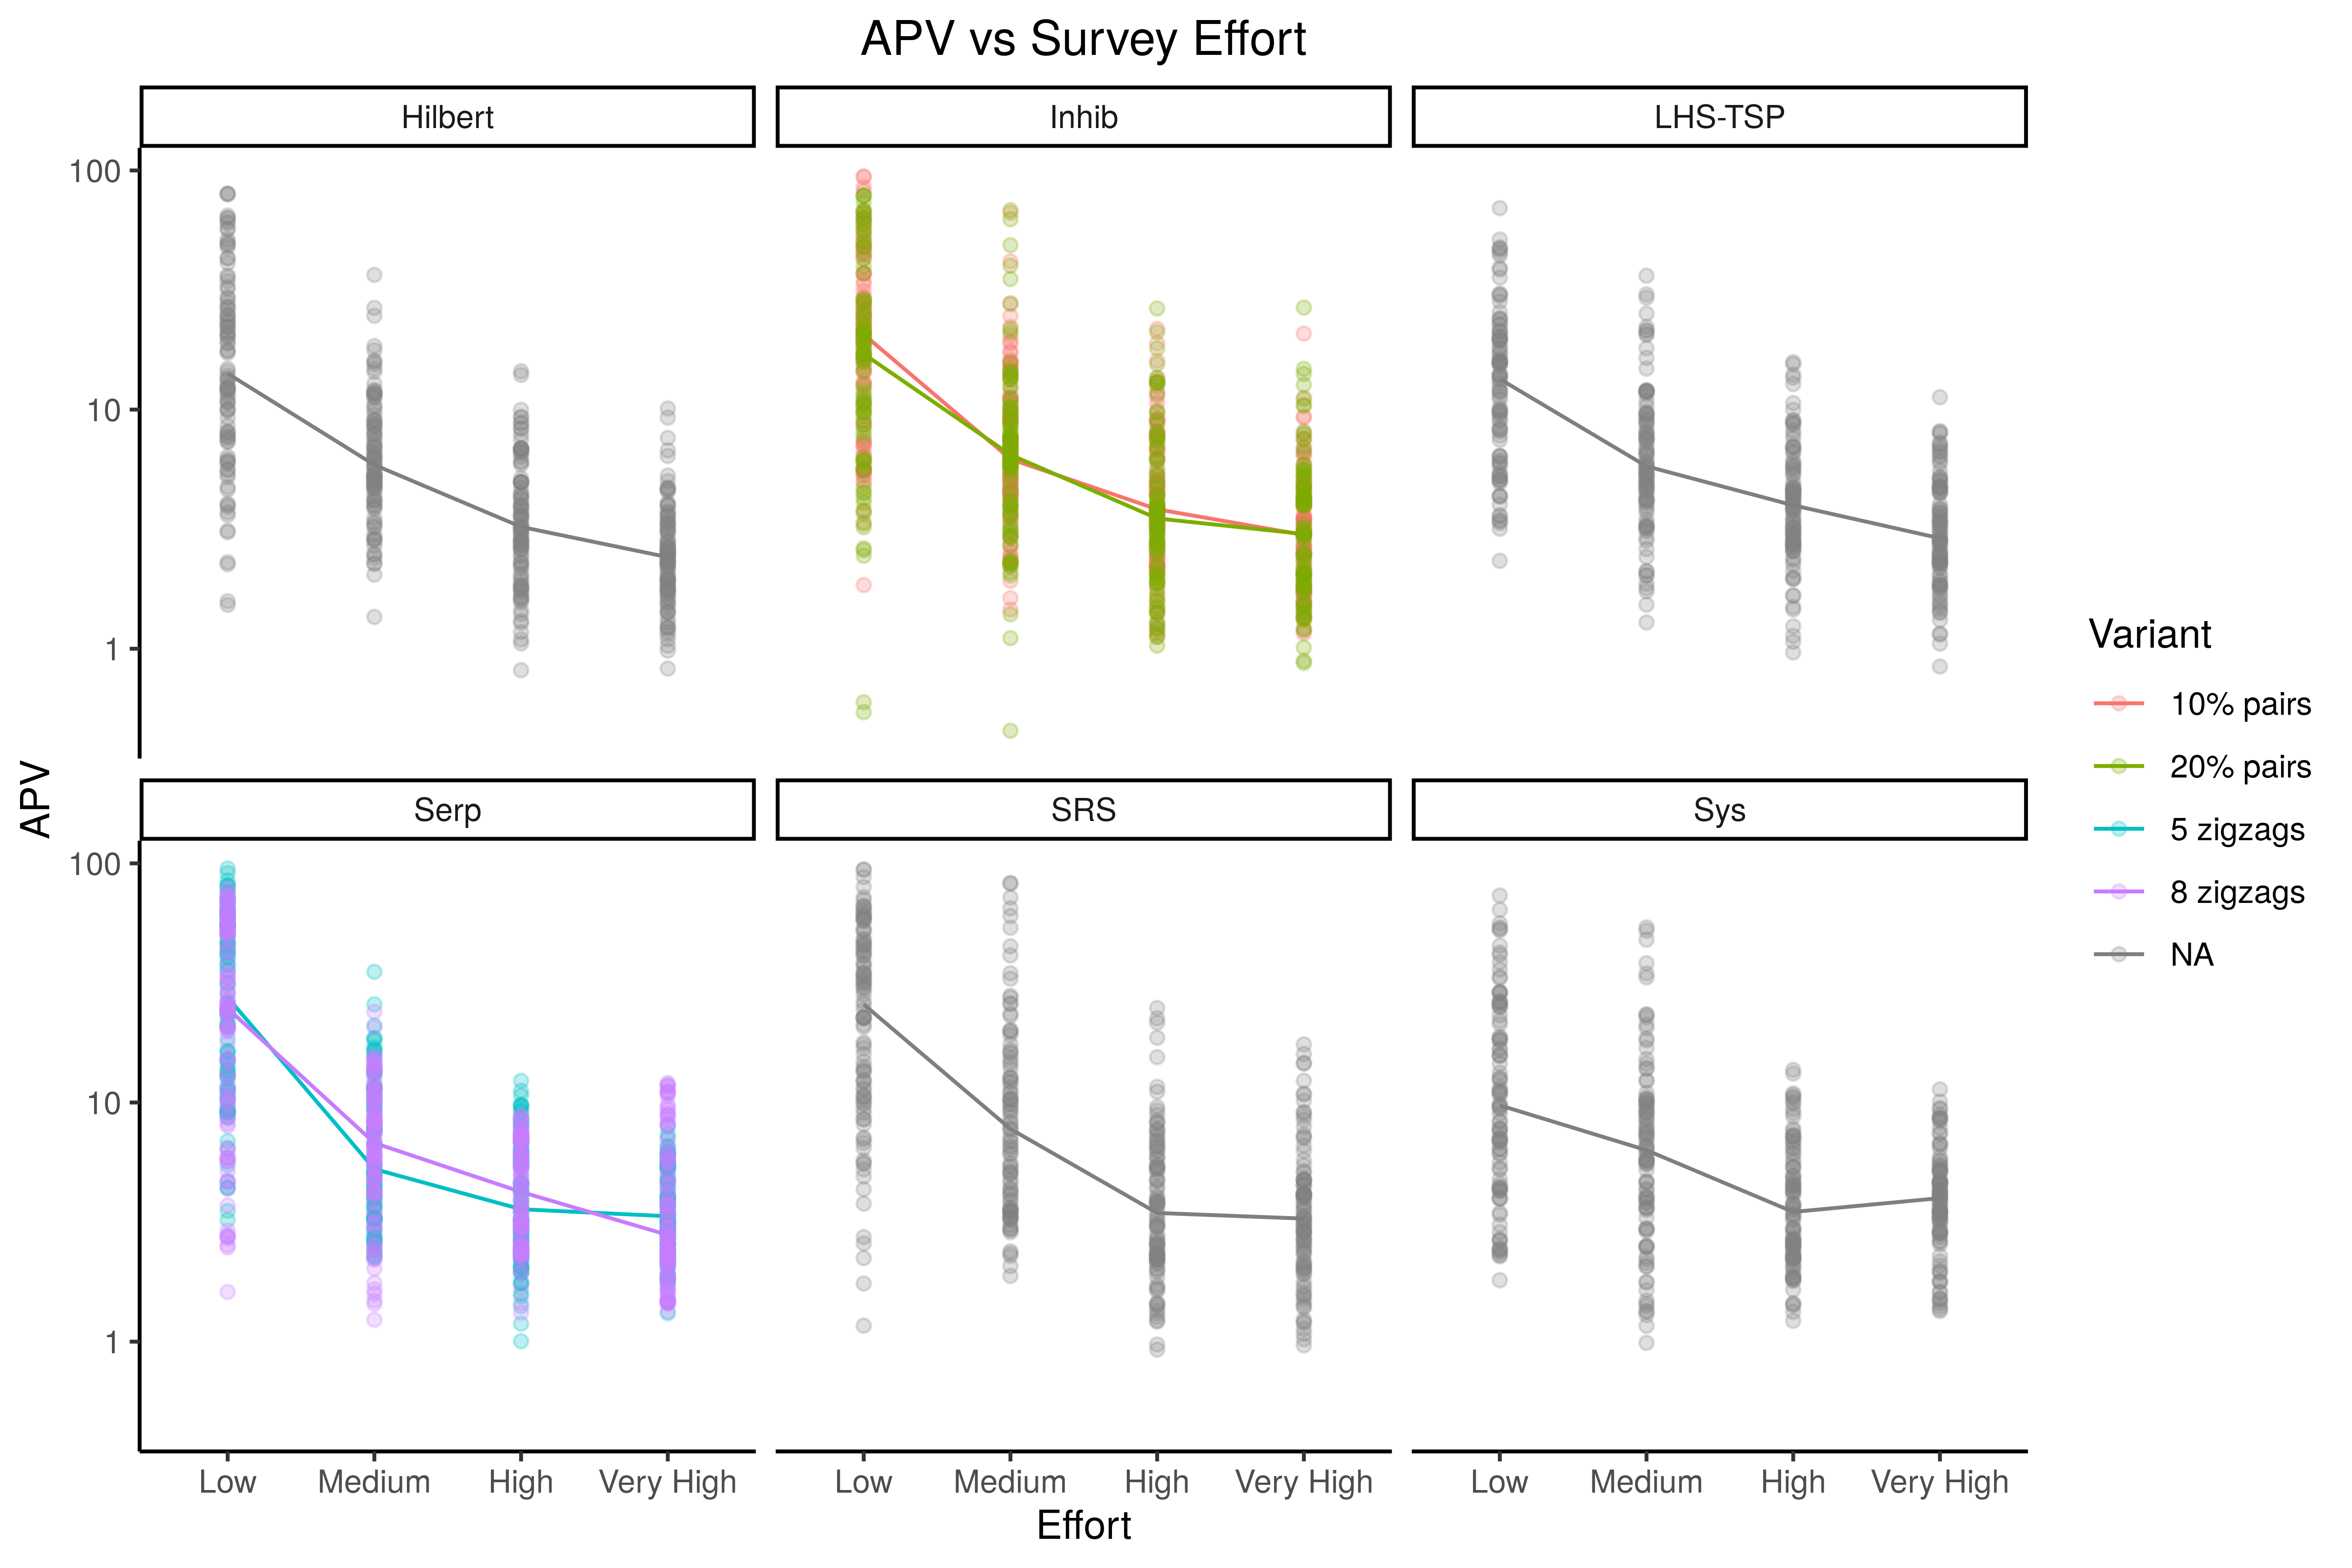 APV vs Survey Effort
Hilbert
Inhib
LHS-TSP
100
10
1
Serp
SRS
Sys
100
10
1
APV
Low Medium High Very High
Low Medium High Very High
Low Medium High Very High
Effort
Variant
10% pairs
20% pairs
5 zigzags
8 zigzags
NA